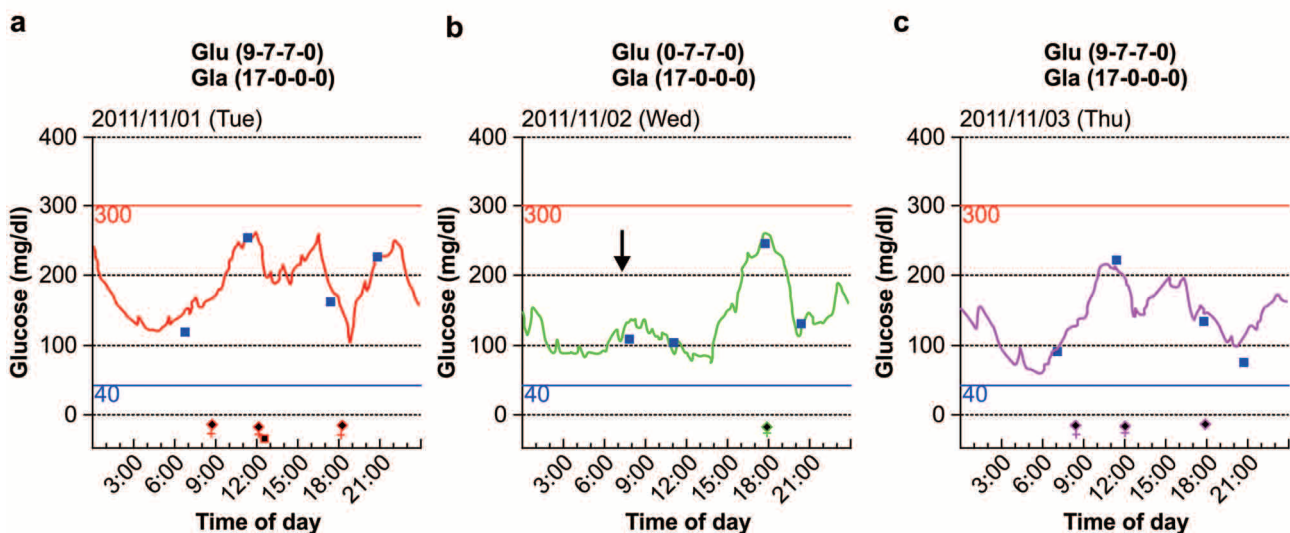 a
Glu (9-7-7-0)
Gla (17-0-0-0)
2011/11/01 (Tue)
400
300
300
200
100
40
0
Glucose (mg/dl)
3:00
6:00
9:00
12:00
15:00
18:00
21:00
Time of day
b
Glu (0-7-7-0)
Gla (17-0-0-0)
2011/11/02 (Wed)
400
300
300
200
100
40
0
Glucose (mg/dl)
3:00
6:00
9:00
12:00
15:00
18:00
21:00
Time of day
c
Glu (9-7-7-0)
Gla (17-0-0-0)
2011/11/03 (Thu)
400
300
300
200
100
40
0
Glucose (mg/dl)
3:00
6:00
9:00
12:00
15:00
18:00
21:00
Time of day